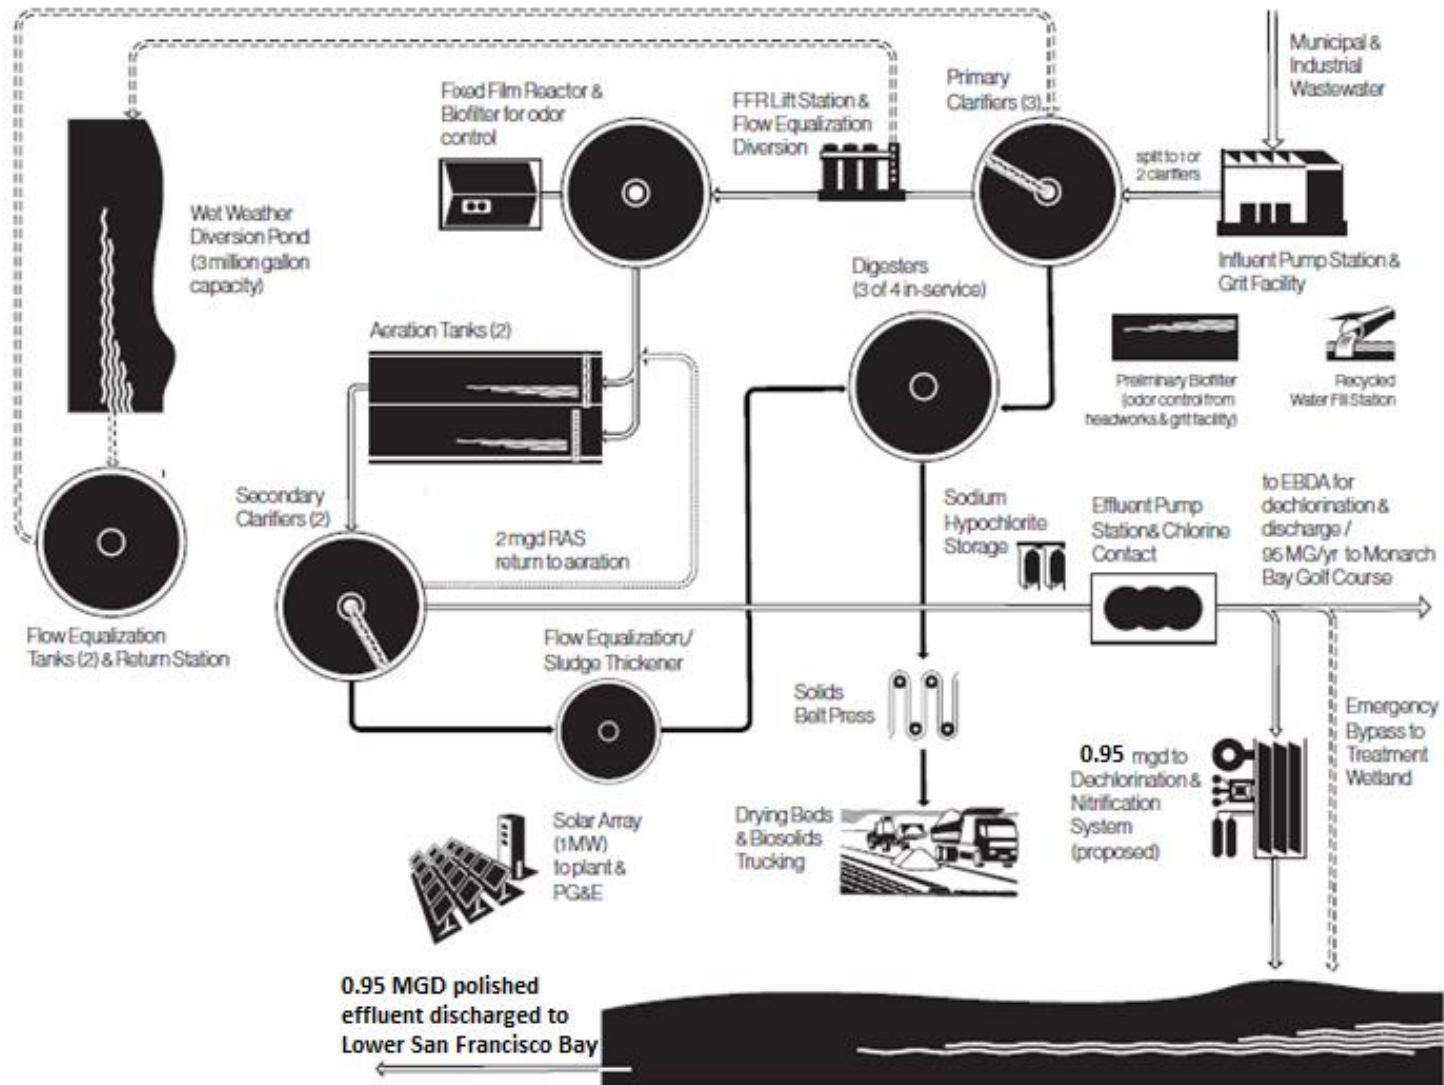 Municipal &
Industrial
Wastewater
Primary
Clarifiers (3)
split to 1 or
2 clarifiers
Influent Pump Station &
Grit Facility
FFR Lift Station &
Flow Equalization
Diversion
Fixed Film Reactor &
Biofilter for odor
control
Wet Weather
Diversion Pond
(3 million gallon
capacity)
Digesters
(3 of 4 in-service)
Aeration Tanks (2)
Preliminary Biofilter
(odor control from
headworks & grit facility)
Recycled
Water Fill Station
Secondary
Clarifiers (2)
2 mgd RAS
return to aeration
Sodium
Hypochlorite
Storage
Effluent Pump
Station & Chlorine
Contact
to EBDA for
dechlorination &
discharge /
95 MG/yr to Monarch
Bay Golf Course
Flow Equalization
Tanks (2) & Return Station
Flow Equalization/
Sludge Thickener
Solids
Belt Press
Emergency
Bypass to
Treatment
Wetland
0.95 mgd to
Dechlorination &
Nitrification
System
(proposed)
Solar Array
(1MW)
to plant &
PG&E
Drying Beds
& Biosolids
Trucking
0.95 MGD polished
effluent discharged to
Lower San Francisco Bay